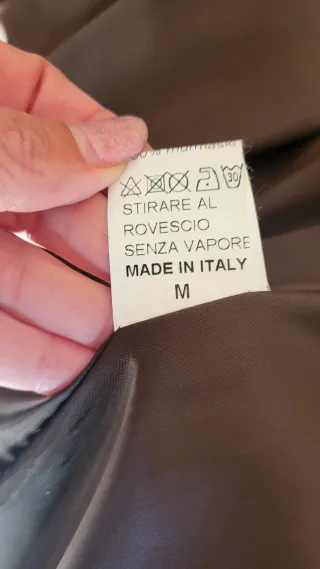 30
STIRARE AL
ROVESCIO
SENZA VAPORE
MADE IN ITALY
M